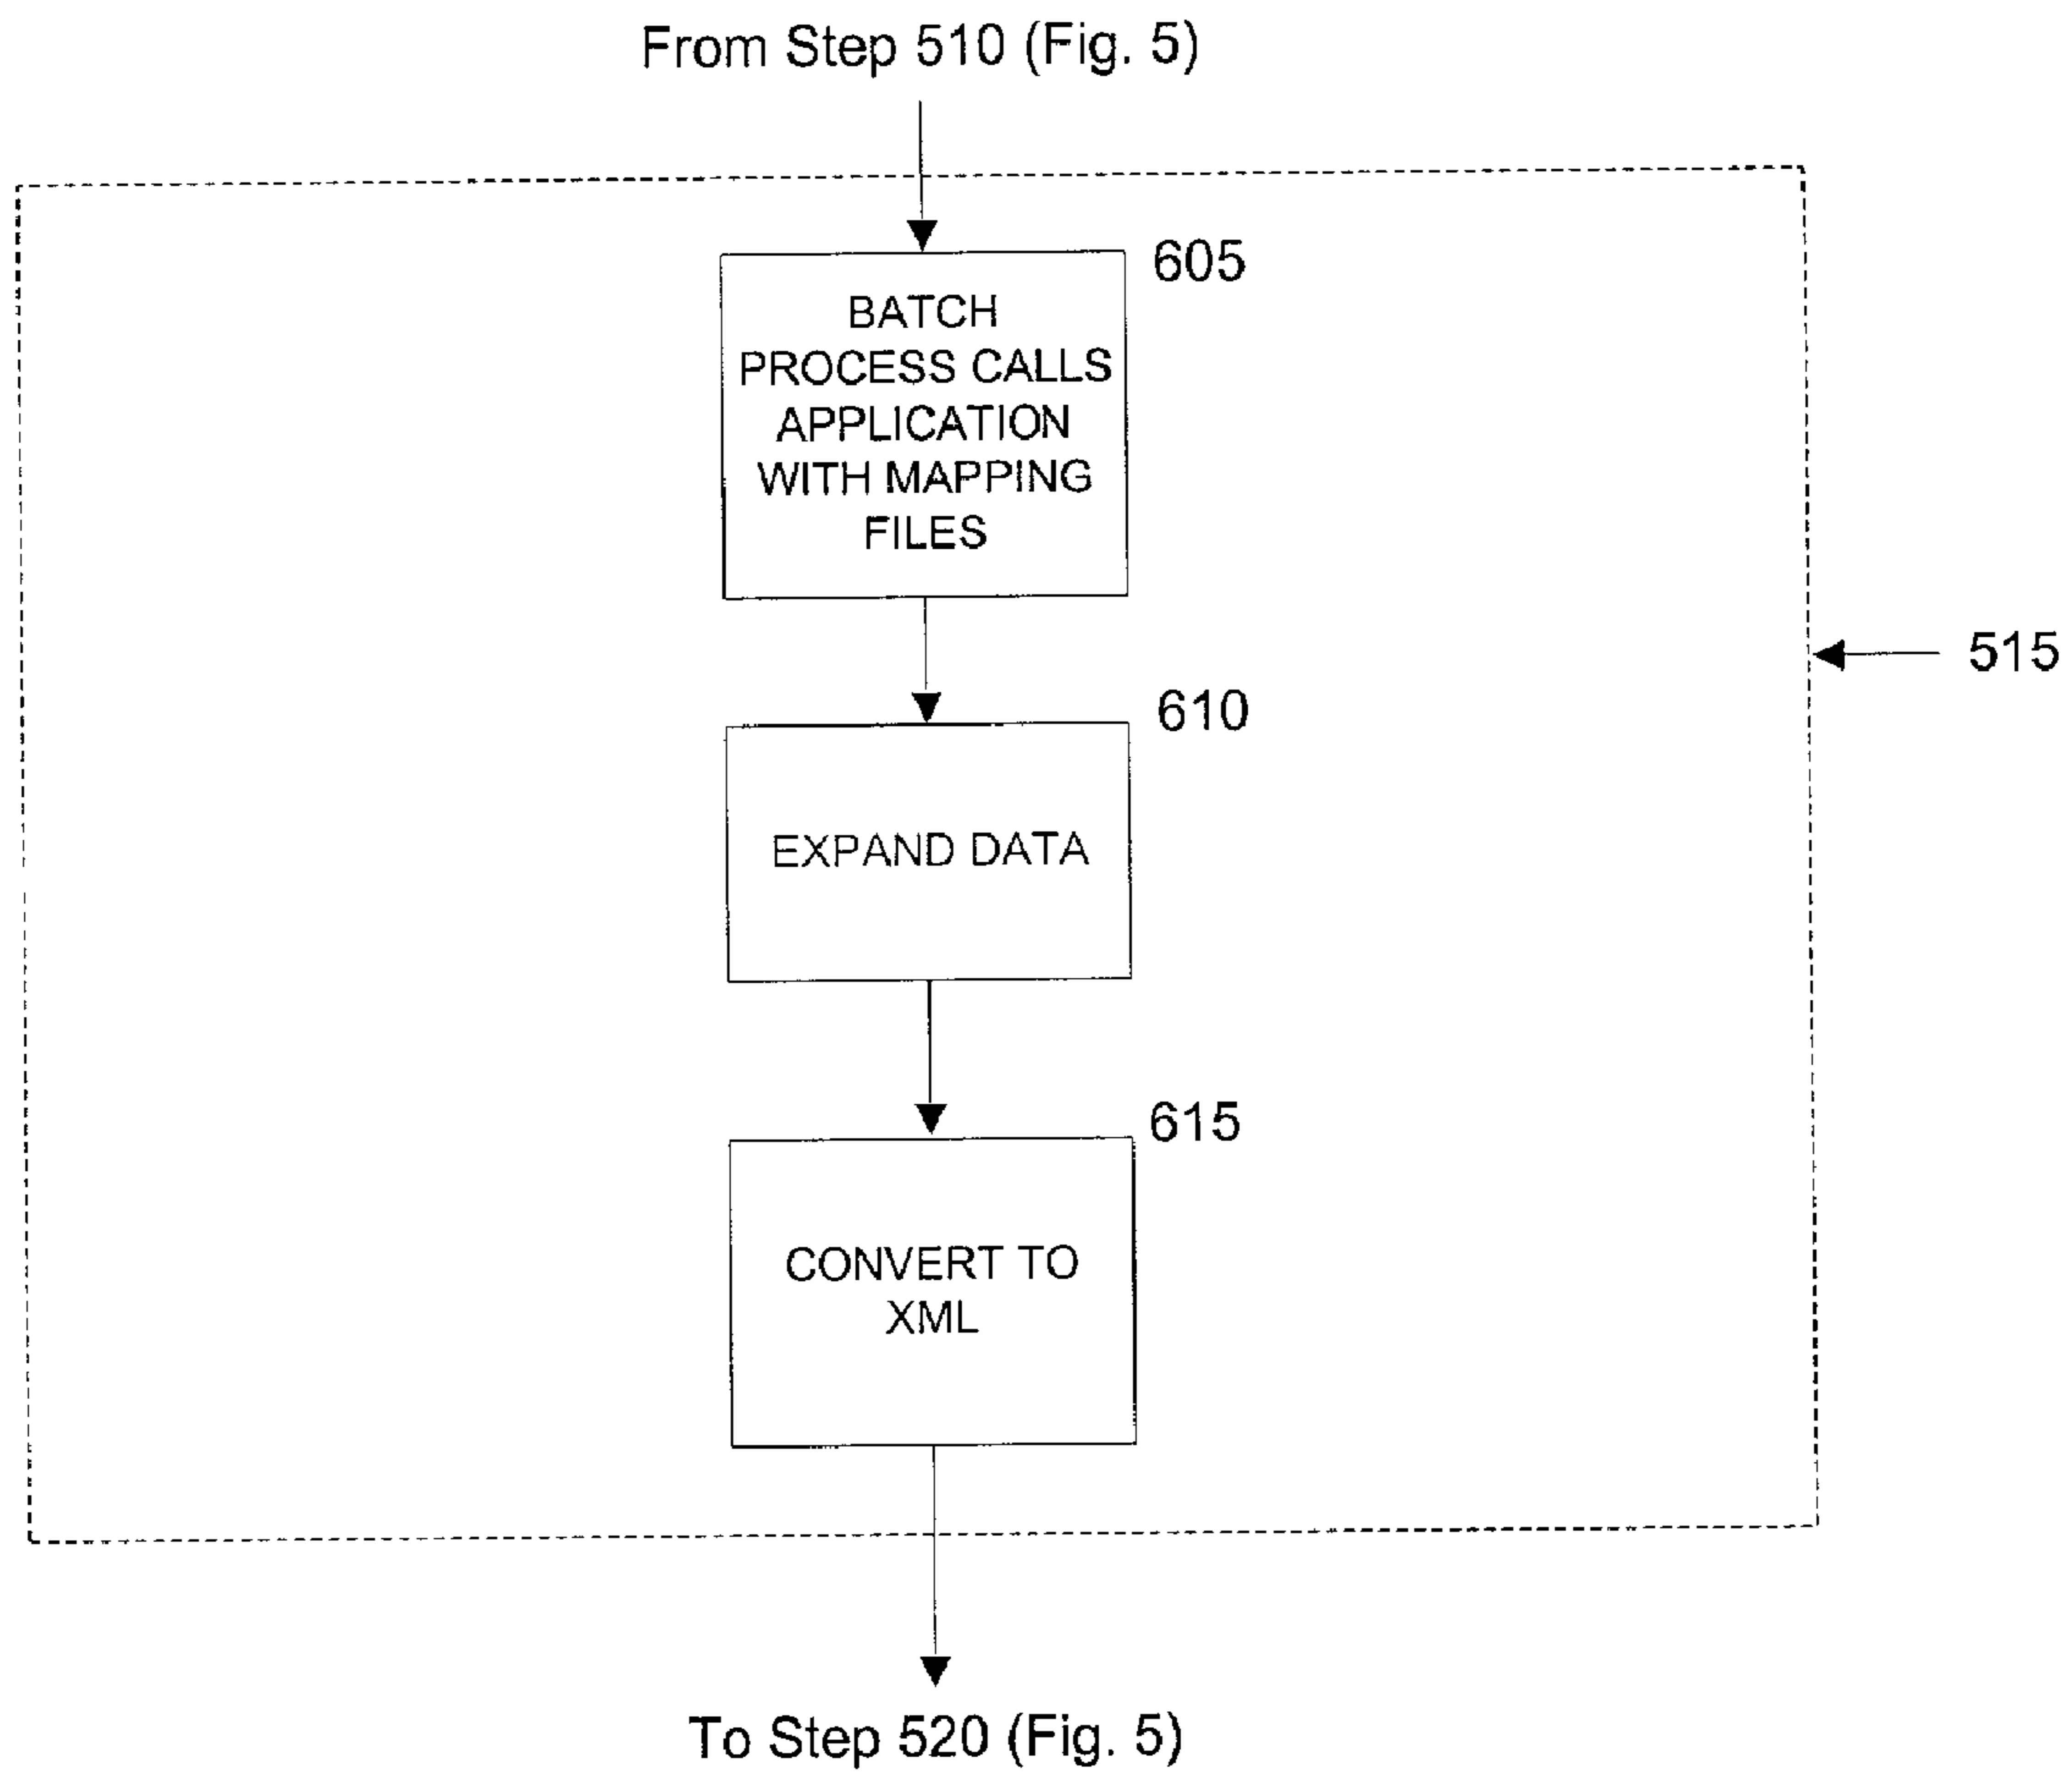 From Step 510 (Fig. 5)
605
BATCH
PROCESS CALLS
APPLICATION
WITH MAPPING
FILES
515
610
EXPAND DATA
615
CONVERT TO
XML
To Step 520 (Fig. 5)